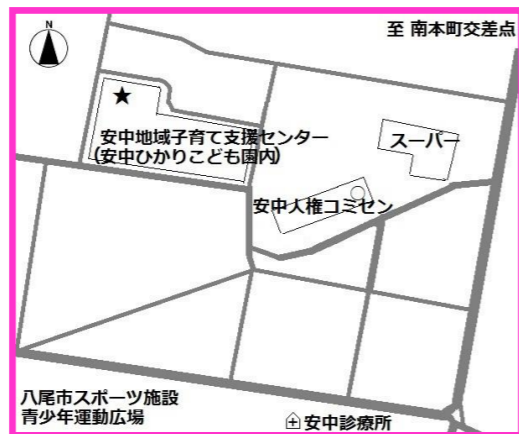 N
至 南本町交差点
★
安中地域子育て支援センター
(安中ひかりこども園内)
スーパー
安中人権コミセン
八尾市スポーツ施設
青少年運動広場
安中診療所